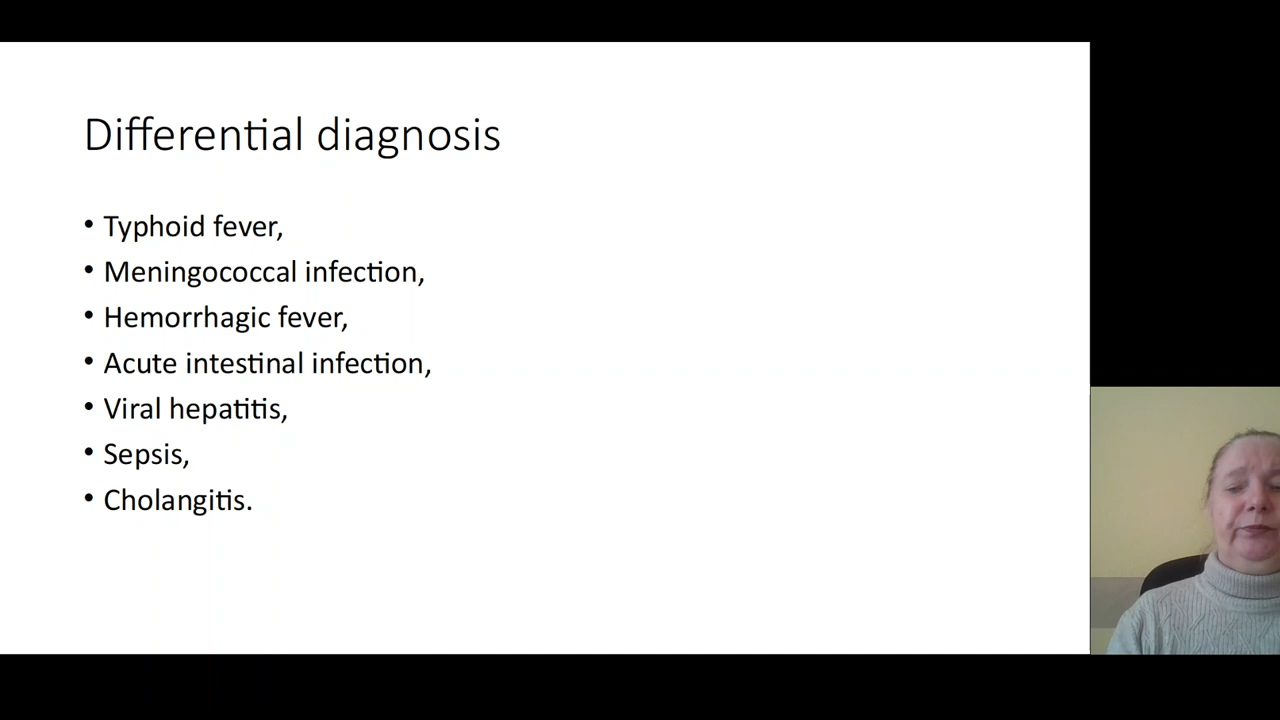 Differential diagnosis
• Typhoid fever,
• Meningococcal infection,
• Hemorrhagic fever,
• Acute intestinal infection,
• Viral hepatitis,
• Sepsis,
• Cholangitis.